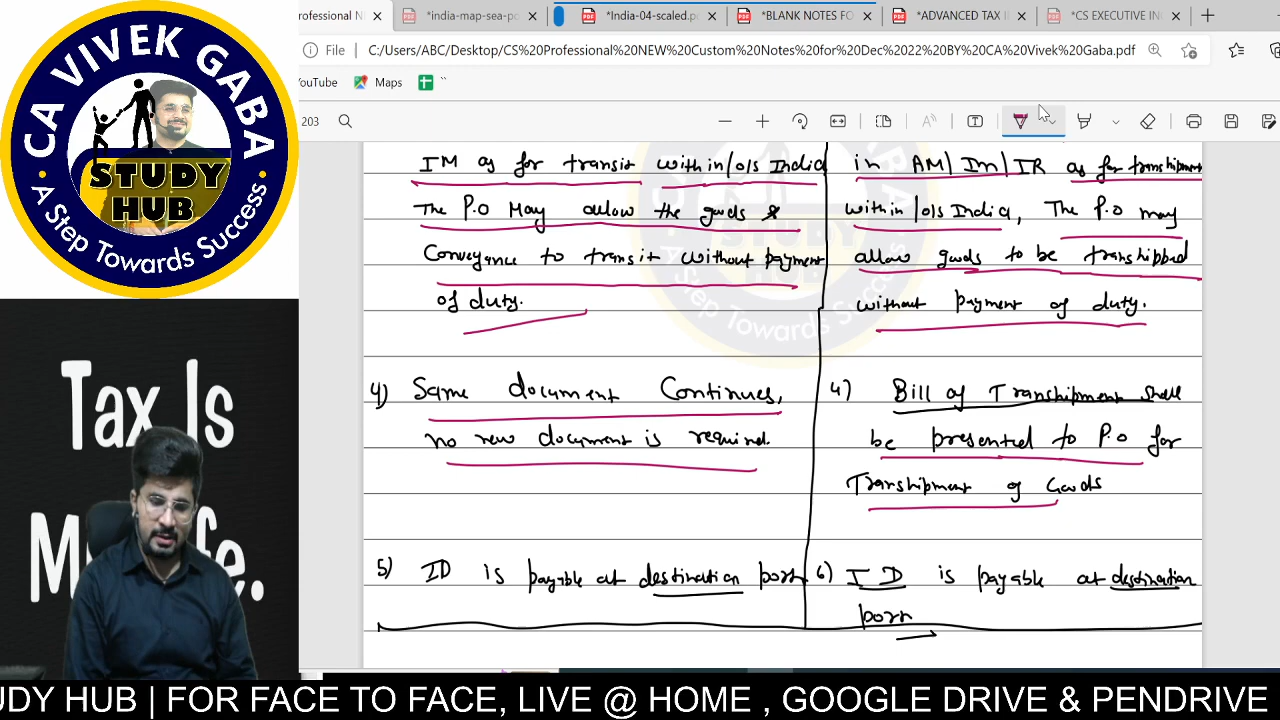 CA VIVEK GABA
STUDY
HUB
• A Step Towards Success •
Tax Is
M fe.
rofessional N ×
*india-map-sea-po ×
*India-04-scaled.p ×
*BLANK NOTES FO ×
*ADVANCED TAX L ×
*CS EXECUTIVE IN ×
File | C:/Users/ABC/Desktop/CS%20Professional%20NEW%20Custom%20Notes%20for%20Dec%2022%20BY%20CA%20Vivek%20Gaba.pdf
ouTube
Maps
203
IM as for transit within/o/s India
The P.O May allow the goods &
Conveyance to transit without payment
of duty.
4) Same document Continues,
no new document is required.
5) ID is payable at destination port
in AM/Im/IR as for transhipment
within/o/s India, The P.O may
allow goods to be transhipped
without payment of duty.
4) Bill of Transhipment shall
be presented to P.O for
Transhipment of Goods
6) ID is payable at destination
port
UDY HUB | FOR FACE TO FACE, LIVE @ HOME , GOOGLE DRIVE & PENDRIVE